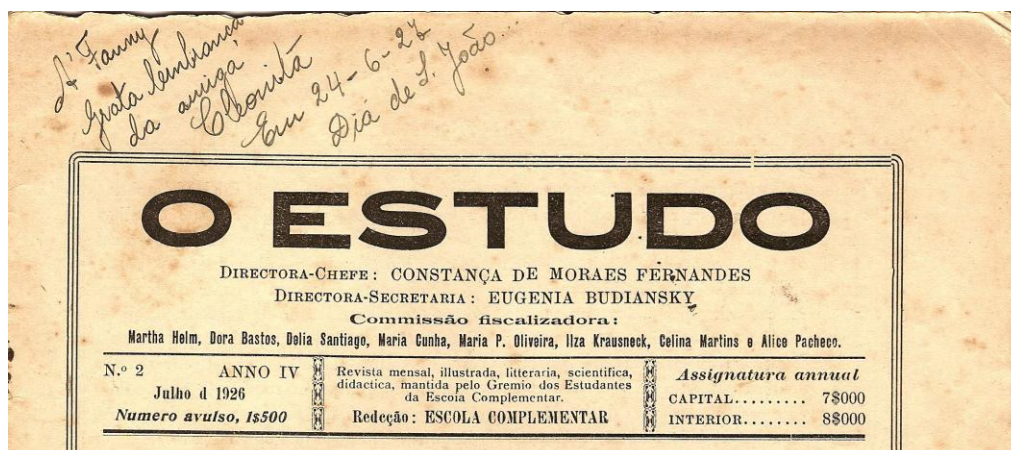 A' Fanny
Grata lembrança
da amiga
Cleonita
Em 24-6-27
Dia de S. João...
O ESTUDO
DIRECTORA-CHEFE: CONSTANÇA DE MORAES FERNANDES
DIRECTORA-SECRETARIA: EUGENIA BUDIANSKY
Commissão fiscalizadora:
Martha Helm, Dora Bastos, Delia Santiago, Maria Cunha, Maria P. Oliveira, Ilza Krausneck, Celina Martins e Alice Pacheco.
N.º 2 ANNO IV
Julho d 1926
Numero avulso, 1$500
Revista mensal, illustrada, litteraria, scientifica,
didactica, mantida pelo Gremio dos Estudantes
da Escola Complementar.
Redeção: ESCOLA COMPLEMENTAR
Assignatura annual
CAPITAL......... 7$000
INTERIOR........ 8$000